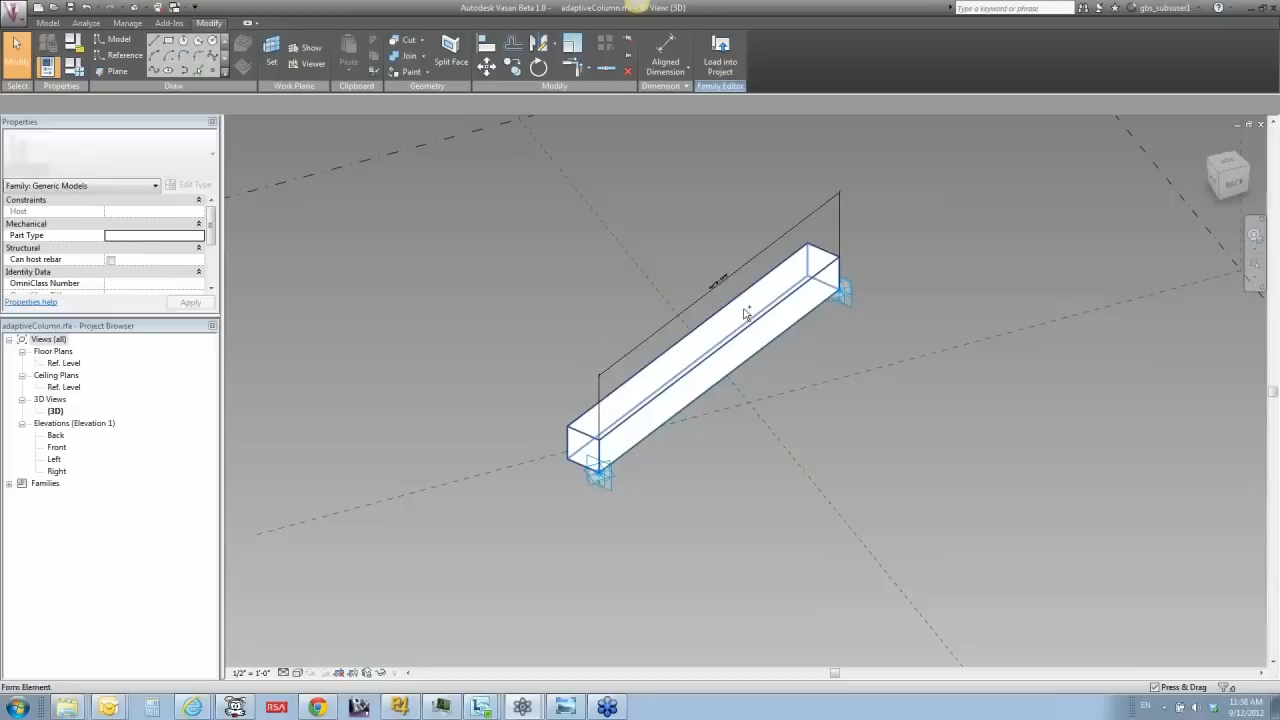 Autodesk Vasari Beta 1.0 - adaptiveColumn.rfa - 3D View: {3D}
Type a keyword or phrase
gbs_subsuser1
Model
Analyze
Manage
Add-Ins
Modify
Modify
Model
Reference
Plane
Set
Show
Viewer
Paste
Cut
Join
Paint
Split Face
Aligned Dimension
Load into Project
Select
Properties
Draw
Work Plane
Clipboard
Geometry
Modify
Dimension
Family Editor
Properties
Family: Generic Models
Edit Type
Constraints
Host
Mechanical
Part Type
Structural
Can host rebar
Identity Data
OmniClass Number
OmniClass Title
Properties help
Apply
adaptiveColumn.rfa - Project Browser
Views (all)
Floor Plans
Ref. Level
Ceiling Plans
Ref. Level
3D Views
{3D}
Elevations (Elevation 1)
Back
Front
Left
Right
Families
BACK
1/2" = 1'-0"
Form Element
Press & Drag
:0
RSA
EN
11:38 AM
9/12/2012